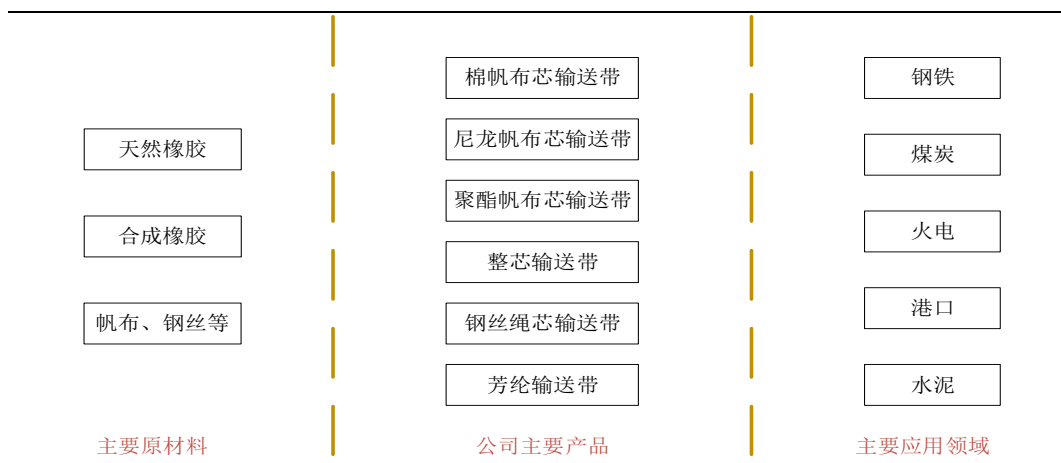 天然橡胶
合成橡胶
帆布、钢丝等
主要原材料
棉帆布芯输送带
尼龙帆布芯输送带
聚酯帆布芯输送带
整芯输送带
钢丝绳芯输送带
芳纶输送带
公司主要产品
钢铁
煤炭
火电
港口
水泥
主要应用领域